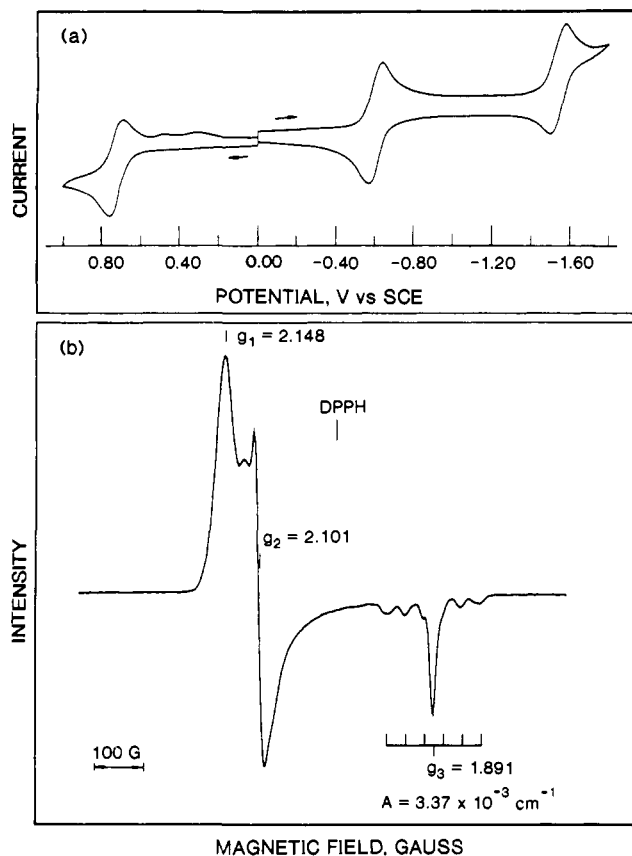 (a)
CURRENT
0.80 0.40 0.00 -0.40 -0.80 -1.20 -1.60
POTENTIAL, V vs SCE
(b)
g₁ = 2.148
DPPH
g₂ = 2.101
INTENSITY
100 G
g₃ = 1.891
A = 3.37 x 10⁻³ cm⁻¹
MAGNETIC FIELD, GAUSS